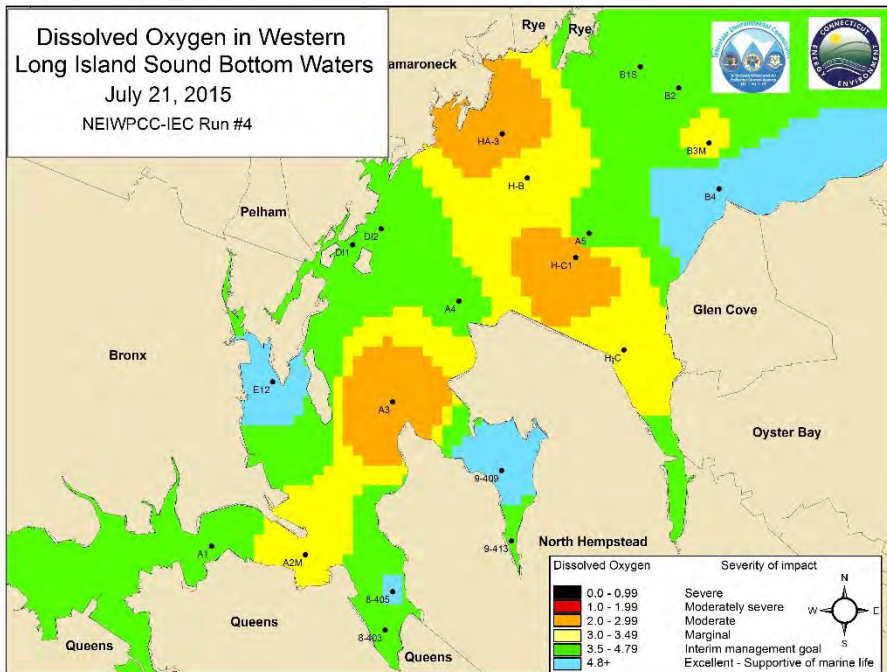 Dissolved Oxygen in Western
Long Island Sound Bottom Waters
July 21, 2015
NEIWPCC-IEC Run #4
Rye
Rye
amaroneck
Pelham
Bronx
Glen Cove
Oyster Bay
North Hempstead
Queens
Queens
Queens
B1S
B2
B3M
B4
HA-3
H-B
A5
H-C1
H-C
DI2
DI1
A4
E12
A3
9-409
9-413
A1
A2M
8-405
8-403
CONNECTICUT
ENERGY
ENVIRONMENT
Dissolved Oxygen Severity of impact
0.0 - 0.99 Severe
1.0 - 1.99 Moderately severe
2.0 - 2.99 Moderate
3.0 - 3.49 Marginal
3.5 - 4.79 Interim management goal
4.8+ Excellent - Supportive of marine life
N
W E
S